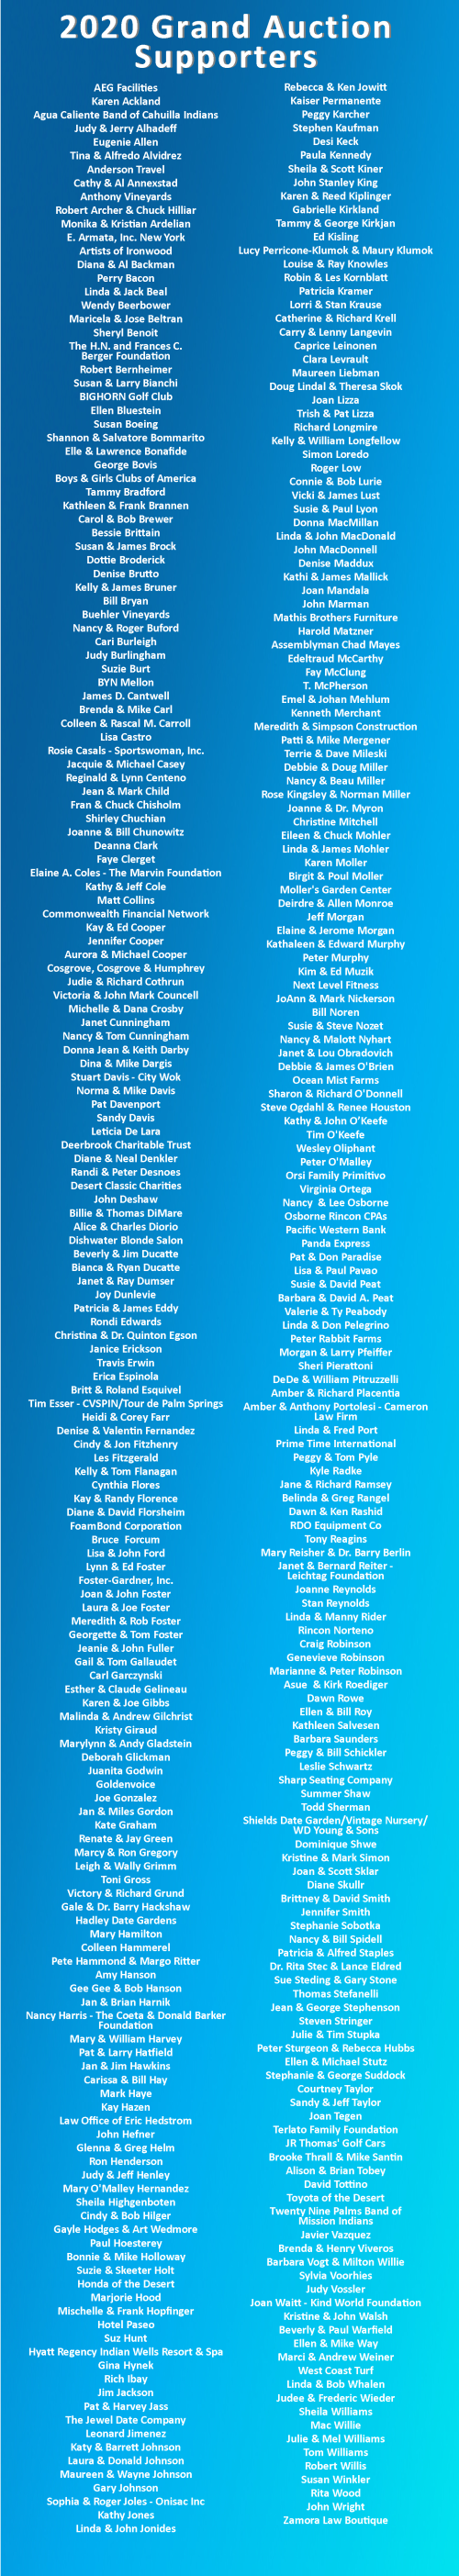 2020 Grand Auction
Supporters
AEG Facilities
Karen Ackland
Agua Caliente Band of Cahuilla Indians
Judy & Jerry Alhadeff
Eugenie Allen
Tina & Alfredo Alvidrez
Anderson Travel
Cathy & Al Annexstad
Anthony Vineyards
Robert Archer & Chuck Hilliar
Monika & Kristian Ardelian
E. Armata, Inc. New York
Artists of Ironwood
Diana & Al Backman
Perry Bacon
Linda & Jack Beal
Wendy Beerbower
Maricela & Jose Beltran
Sheryl Benoit
The H.N. and Frances C.
Berger Foundation
Robert Bernheimer
Susan & Larry Bianchi
BIGHORN Golf Club
Ellen Bluestein
Susan Boeing
Shannon & Salvatore Bommarito
Elle & Lawrence Bonafide
George Bovis
Boys & Girls Clubs of America
Tammy Bradford
Kathleen & Frank Brannen
Carol & Bob Brewer
Bessie Brittain
Susan & James Brock
Dottie Broderick
Denise Brutto
Kelly & James Bruner
Bill Bryan
Buehler Vineyards
Nancy & Roger Buford
Cari Burleigh
Judy Burlingham
Suzie Burt
BYN Mellon
James D. Cantwell
Brenda & Mike Carl
Colleen & Rascal M. Carroll
Lisa Castro
Rosie Casals - Sportswoman, Inc.
Jacquie & Michael Casey
Reginald & Lynn Centeno
Jean & Mark Child
Fran & Chuck Chisholm
Shirley Chuchian
Joanne & Bill Chunowitz
Deanna Clark
Faye Clerget
Elaine A. Coles - The Marvin Foundation
Kathy & Jeff Cole
Matt Collins
Commonwealth Financial Network
Kay & Ed Cooper
Jennifer Cooper
Aurora & Michael Cooper
Cosgrove, Cosgrove & Humphrey
Judie & Richard Cothrun
Victoria & John Mark Councell
Michelle & Dana Crosby
Janet Cunningham
Nancy & Tom Cunningham
Donna Jean & Keith Darby
Dina & Mike Dargis
Stuart Davis - City Wok
Norma & Mike Davis
Pat Davenport
Sandy Davis
Leticia De Lara
Deerbrook Charitable Trust
Diane & Neal Denkler
Randi & Peter Desnoes
Desert Classic Charities
John Deshaw
Billie & Thomas DiMare
Alice & Charles Diorio
Dishwater Blonde Salon
Beverly & Jim Ducatte
Bianca & Ryan Ducatte
Janet & Ray Dumser
Joy Dunlevie
Patricia & James Eddy
Rondi Edwards
Christina & Dr. Quinton Egson
Janice Erickson
Travis Erwin
Erica Espinola
Britt & Roland Esquivel
Tim Esser - CVSPIN/Tour de Palm Springs
Heidi & Corey Farr
Denise & Valentin Fernandez
Cindy & Jon Fitzhenry
Les Fitzgerald
Kelly & Tom Flanagan
Cynthia Flores
Kay & Randy Florence
Diane & David Florsheim
FoamBond Corporation
Bruce Forcum
Lisa & John Ford
Lynn & Ed Foster
Foster-Gardner, Inc.
Joan & John Foster
Laura & Joe Foster
Meredith & Rob Foster
Georgette & Tom Foster
Jeanie & John Fuller
Gail & Tom Gallaudet
Carl Garczynski
Esther & Claude Gelineau
Karen & Joe Gibbs
Malinda & Andrew Gilchrist
Kristy Giraud
Marylynn & Andy Gladstein
Deborah Glickman
Juanita Godwin
Goldenvoice
Joe Gonzalez
Jan & Miles Gordon
Kate Graham
Renate & Jay Green
Marcy & Ron Gregory
Leigh & Wally Grimm
Toni Gross
Victory & Richard Grund
Gale & Dr. Barry Hackshaw
Hadley Date Gardens
Mary Hamilton
Colleen Hammerel
Pete Hammond & Margo Ritter
Amy Hanson
Gee Gee & Bob Hanson
Jan & Brian Harnik
Nancy Harris - The Coeta & Donald Barker
Foundation
Mary & William Harvey
Pat & Larry Hatfield
Jan & Jim Hawkins
Carissa & Bill Hay
Mark Haye
Kay Hazen
Law Office of Eric Hedstrom
John Hefner
Glenna & Greg Helm
Ron Henderson
Judy & Jeff Henley
Mary O'Malley Hernandez
Sheila Highgenboten
Cindy & Bob Hilger
Gayle Hodges & Art Wedmore
Paul Hoesterey
Bonnie & Mike Holloway
Suzie & Skeeter Holt
Honda of the Desert
Marjorie Hood
Mischelle & Frank Hopfinger
Hotel Paseo
Suz Hunt
Hyatt Regency Indian Wells Resort & Spa
Gina Hynek
Rich Ibay
Jim Jackson
Pat & Harvey Jass
The Jewel Date Company
Leonard Jimenez
Katy & Barrett Johnson
Laura & Donald Johnson
Maureen & Wayne Johnson
Gary Johnson
Sophia & Roger Joles - Onisac Inc
Kathy Jones
Linda & John Jonides
Rebecca & Ken Jowitt
Kaiser Permanente
Peggy Karcher
Stephen Kaufman
Desi Keck
Paula Kennedy
Sheila & Scott Kiner
John Stanley King
Karen & Reed Kiplinger
Gabrielle Kirkland
Tammy & George Kirkjan
Ed Kisling
Lucy Perricone-Klumok & Maury Klumok
Louise & Ray Knowles
Robin & Les Kornblatt
Patricia Kramer
Lorri & Stan Krause
Catherine & Richard Krell
Carry & Lenny Langevin
Caprice Leinonen
Clara Levrault
Maureen Liebman
Doug Lindal & Theresa Skok
Joan Lizza
Trish & Pat Lizza
Richard Longmire
Kelly & William Longfellow
Simon Loredo
Roger Low
Connie & Bob Lurie
Vicki & James Lust
Susie & Paul Lyon
Donna MacMillan
Linda & John MacDonald
John MacDonnell
Denise Maddux
Kathi & James Mallick
Joan Mandala
John Marman
Mathis Brothers Furniture
Harold Matzner
Assemblyman Chad Mayes
Edeltraud McCarthy
Fay McClung
T. McPherson
Emel & Johan Mehlum
Kenneth Merchant
Meredith & Simpson Construction
Patti & Mike Mergener
Terrie & Dave Mileski
Debbie & Doug Miller
Nancy & Beau Miller
Rose Kingsley & Norman Miller
Joanne & Dr. Myron
Christine Mitchell
Eileen & Chuck Mohler
Linda & James Mohler
Karen Moller
Birgit & Poul Moller
Moller's Garden Center
Deirdre & Allen Monroe
Jeff Morgan
Elaine & Jerome Morgan
Kathaleen & Edward Murphy
Peter Murphy
Kim & Ed Muzik
Next Level Fitness
JoAnn & Mark Nickerson
Bill Noren
Susie & Steve Nozet
Nancy & Malott Nyhart
Janet & Lou Obradovich
Debbie & James O'Brien
Ocean Mist Farms
Sharon & Richard O'Donnell
Steve Ogdahl & Renee Houston
Kathy & John O’Keefe
Tim O'Keefe
Wesley Oliphant
Peter O'Malley
Orsi Family Primitivo
Virginia Ortega
Nancy & Lee Osborne
Osborne Rincon CPAs
Pacific Western Bank
Panda Express
Pat & Don Paradise
Lisa & Paul Pavao
Susie & David Peat
Barbara & David A. Peat
Valerie & Ty Peabody
Linda & Don Pelegrino
Peter Rabbit Farms
Morgan & Larry Pfeiffer
Sheri Pierattoni
DeDe & William Pitruzzelli
Amber & Richard Placentia
Amber & Anthony Portolesi - Cameron
Law Firm
Linda & Fred Port
Prime Time International
Peggy & Tom Pyle
Kyle Radke
Jane & Richard Ramsey
Belinda & Greg Rangel
Dawn & Ken Rashid
RDO Equipment Co
Tony Reagins
Mary Reisher & Dr. Barry Berlin
Janet & Bernard Reiter -
Leichtag Foundation
Joanne Reynolds
Stan Reynolds
Linda & Manny Rider
Rincon Norteno
Craig Robinson
Genevieve Robinson
Marianne & Peter Robinson
Asue & Kirk Roediger
Dawn Rowe
Ellen & Bill Roy
Kathleen Salvesen
Barbara Saunders
Peggy & Bill Schickler
Leslie Schwartz
Sharp Seating Company
Summer Shaw
Todd Sherman
Shields Date Garden/Vintage Nursery/
WD Young & Sons
Dominique Shwe
Kristine & Mark Simon
Joan & Scott Sklar
Diane Skullr
Brittney & David Smith
Jennifer Smith
Stephanie Sobotka
Nancy & Bill Spidell
Patricia & Alfred Staples
Dr. Rita Stec & Lance Eldred
Sue Steding & Gary Stone
Thomas Stefanelli
Jean & George Stephenson
Steven Stringer
Julie & Tim Stupka
Peter Sturgeon & Rebecca Hubbs
Ellen & Michael Stutz
Stephanie & George Suddock
Courtney Taylor
Sandy & Jeff Taylor
Joan Tegen
Terlato Family Foundation
JR Thomas' Golf Cars
Brooke Thrall & Mike Santin
Alison & Brian Tobey
David Tottino
Toyota of the Desert
Twenty Nine Palms Band of
Mission Indians
Javier Vazquez
Brenda & Henry Viveros
Barbara Vogt & Milton Willie
Sylvia Voorhies
Judy Vossler
Joan Waitt - Kind World Foundation
Kristine & John Walsh
Beverly & Paul Warfield
Ellen & Mike Way
Marci & Andrew Weiner
West Coast Turf
Linda & Bob Whalen
Judee & Frederic Wieder
Sheila Williams
Mac Willie
Julie & Mel Williams
Tom Williams
Robert Willis
Susan Winkler
Rita Wood
John Wright
Zamora Law Boutique